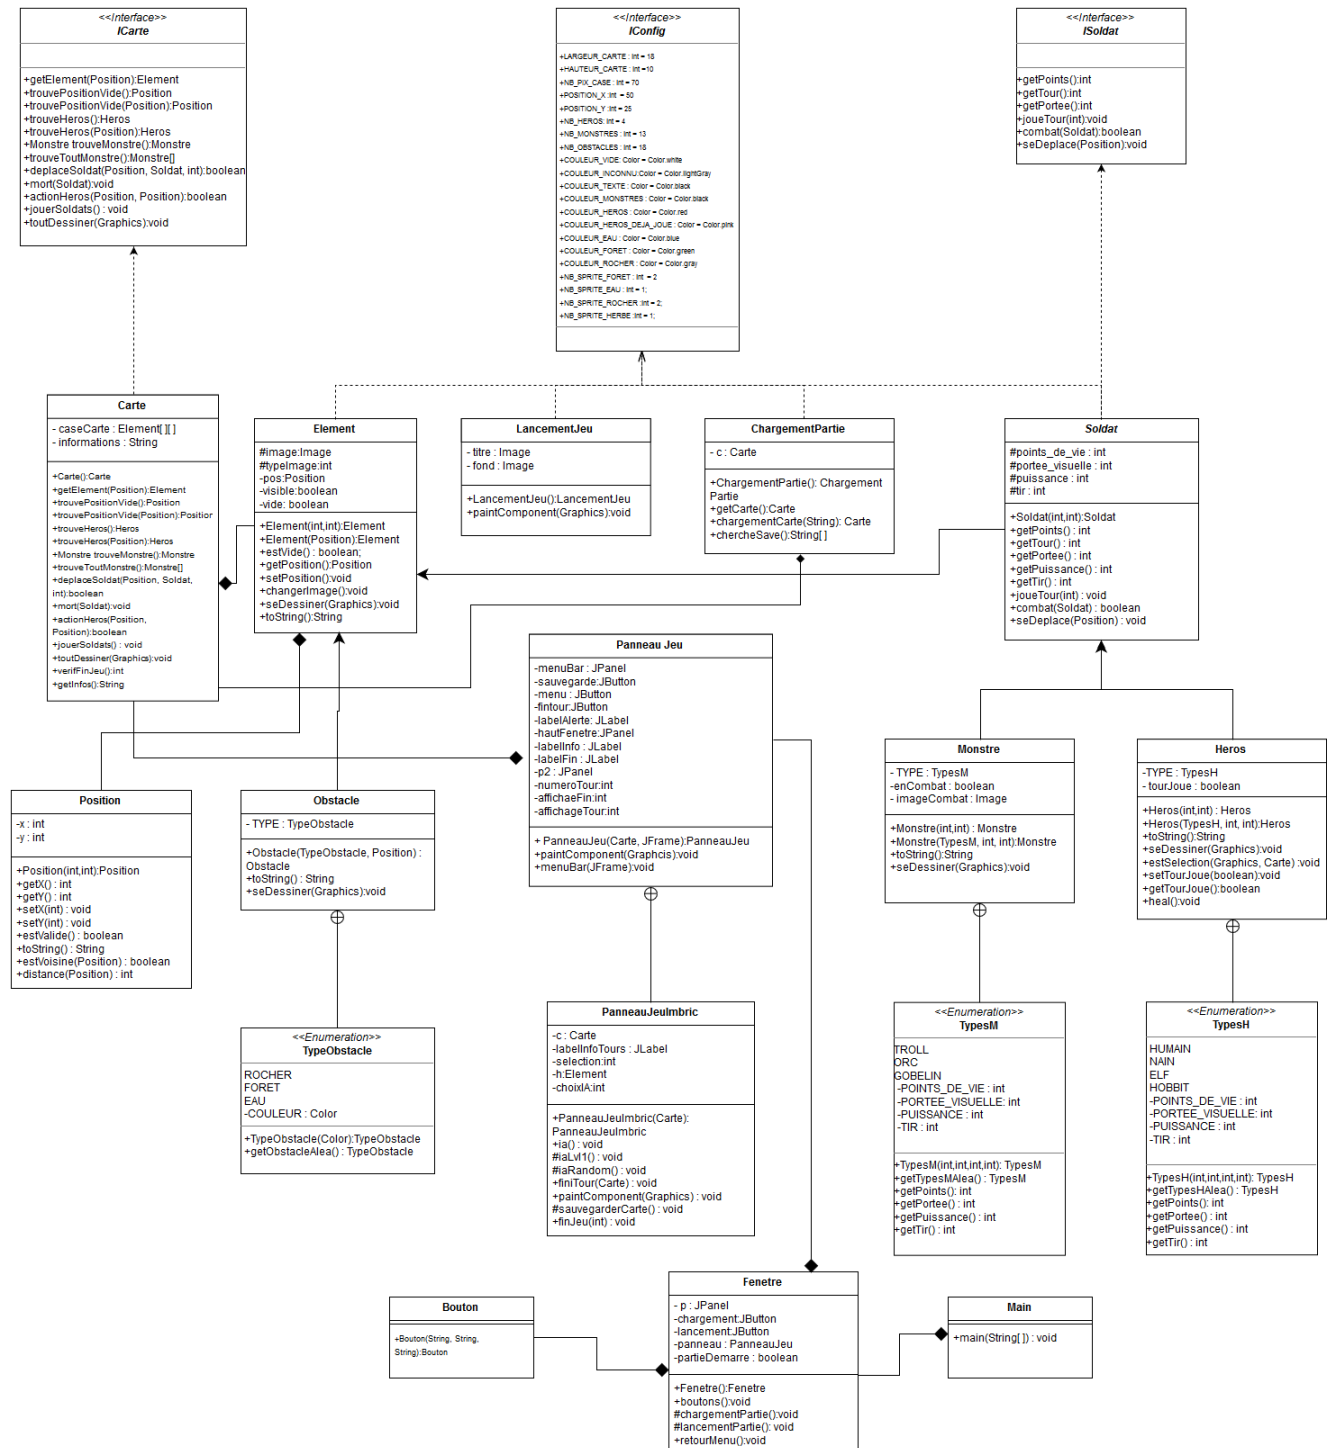 <<Interface>>
ICarte
+getElement(Position):Element
+trouvePositionVide():Position
+trouvePositionVide(Position):Position
+trouveHeros():Heros
+trouveHeros(Position):Heros
+Monstre trouveMonstre():Monstre
+trouveToutMonstre():Monstre[]
+deplaceSoldat(Position, Soldat, int):boolean
+mort(Soldat):void
+actionHeros(Position, Position):boolean
+jouerSoldats() : void
+toutDessiner(Graphics):void
<<Interface>>
IConfig
+LARGEUR_CARTE : Int = 18
+HAUTEUR_CARTE :Int =10
+NB_PIX_CASE : Int = 70
+POSITION_X : Int = 50
+POSITION_Y : Int = 25
+NB_HEROS: Int = 4
+NB_MONSTRES : Int = 13
+NB_OBSTACLES : Int = 18
+COULEUR_VIDE: Color = Color.white
+COULEUR_INCONNU:Color = Color.lightGray
+COULEUR_TEXTE : Color = Color.black
+COULEUR_MONSTRES : Color = Color.black
+COULEUR_HEROS : Color = Color.red
+COULEUR_HEROS_DEJA_JOUE : Color = Color.pink
+COULEUR_EAU : Color = Color.blue
+COULEUR_FORET : Color = Color.green
+COULEUR_ROCHER : Color = Color.gray
+NB_SPRITE_FORET : Int = 2
+NB_SPRITE_EAU : Int = 1;
+NB_SPRITE_ROCHER :Int = 2;
+NB_SPRITE_HERBE : Int = 1;
<<Interface>>
ISoldat
+getPoints():int
+getTour():int
+getPortee():int
+joueTour(int):void
+combat(Soldat):boolean
+seDeplace(Position):void
Carte
- caseCarte : Element[ ][ ]
- informations : String
+Carte():Carte
+getElement(Position):Element
+trouvePositionVide():Position
+trouvePositionVide(Position):Position
+trouveHeros():Heros
+trouveHeros(Position):Heros
+Monstre trouveMonstre():Monstre
+trouveToutMonstre():Monstre[]
+deplaceSoldat(Position, Soldat,
int):boolean
+mort(Soldat):void
+actionHeros(Position,
Position):boolean
+jouerSoldats() : void
+toutDessiner(Graphics):void
+verifFinJeu():int
+getInfos():String
Element
#image:Image
#typeImage:int
-pos:Position
-visible:boolean
-vide: boolean
+Element(int,int):Element
+Element(Position):Element
+estVide() : boolean;
+getPosition():Position
+setPosition():void
+changerImage():void
+seDessiner(Graphics):void
+toString():String
LancementJeu
- titre : Image
- fond : Image
+LancementJeu():LancementJeu
+paintComponent(Graphics):void
ChargementPartie
- c : Carte
+ChargementPartie(): Chargement
Partie
+getCarte():Carte
+chargementCarte(String): Carte
+chercheSave():String[ ]
Soldat
#points_de_vie : int
#portee_visuelle : int
#puissance : int
#tir : int
+Soldat(int,int):Soldat
+getPoints() : int
+getTour() : int
+getPortee() : int
+getPuissance() : int
+getTir() : int
+joueTour(int) : void
+combat(Soldat) : boolean
+seDeplace(Position) : void
Panneau Jeu
-menuBar : JPanel
-sauvegarde:JButton
-menu : JButton
-fintour:JButton
-labelAlerte: JLabel
-hautFenetre:JPanel
-labelInfo : JLabel
-labelFin : JLabel
-p2 : JPanel
-numeroTour:int
-affichaeFin:int
-affichageTour:int
+ PanneauJeu(Carte, JFrame):PanneauJeu
+paintComponent(Graphcis):void
+menuBar(JFrame):void
Monstre
- TYPE : TypesM
-enCombat : boolean
- imageCombat : Image
+Monstre(int,int) : Monstre
+Monstre(TypesM, int, int):Monstre
+toString():String
+seDessiner(Graphics):void
Heros
-TYPE : TypesH
- tourJoue : boolean
+Heros(int,int) : Heros
+Heros(TypesH, int, int):Heros
+toString():String
+seDessiner(Graphics):void
+estSelection(Graphics, Carte) :void
+setTourJoue(boolean):void
+getTourJoue():boolean
+heal():void
Position
-x : int
-y : int
+Position(int,int):Position
+getX() : int
+getY() : int
+setX(int) : void
+setY(int) : void
+estValide() : boolean
+toString() : String
+estVoisine(Position) : boolean
+distance(Position) : int
Obstacle
- TYPE : TypeObstacle
+Obstacle(TypeObstacle, Position) :
Obstacle
+toString() : String
+seDessiner(Graphics):void
<<Enumeration>>
TypeObstacle
ROCHER
FORET
EAU
-COULEUR : Color
+TypeObstacle(Color):TypeObstacle
+getObstacleAlea() : TypeObstacle
PanneauJeuImbric
-c : Carte
-labelInfoTours : JLabel
-selection:int
-h:Element
-choixIA:int
+PanneauJeuImbric(Carte):
PanneauJeuImbric
+ia() : void
#iaLvl1() : void
#iaRandom() : void
+finiTour(Carte) : void
+paintComponent(Graphics) : void
#sauvegarderCarte() : void
+finJeu(int) : void
<<Enumeration>>
TypesM
TROLL
ORC
GOBELIN
-POINTS_DE_VIE : int
-PORTEE_VISUELLE: int
-PUISSANCE : int
-TIR : int
+TypesM(int,int,int,int): TypesM
+getTypesMAlea() : TypesM
+getPoints(): int
+getPortee() : int
+getPuissance() : int
+getTir() : int
<<Enumeration>>
TypesH
HUMAIN
NAIN
ELF
HOBBIT
-POINTS_DE_VIE : int
-PORTEE_VISUELLE: int
-PUISSANCE : int
-TIR : int
+TypesH(int,int,int,int): TypesH
+getTypesHAlea() : TypesH
+getPoints(): int
+getPortee() : int
+getPuissance() : int
+getTir() : int
Bouton
+Bouton(String, String,
String):Bouton
Fenetre
- p : JPanel
-chargement:JButton
-lancement:JButton
-panneau : PanneauJeu
-partieDemarre : boolean
+Fenetre():Fenetre
+boutons():void
#chargementPartie():void
#lancementPartie(): void
+retourMenu():void
Main
+main(String[ ]) : void